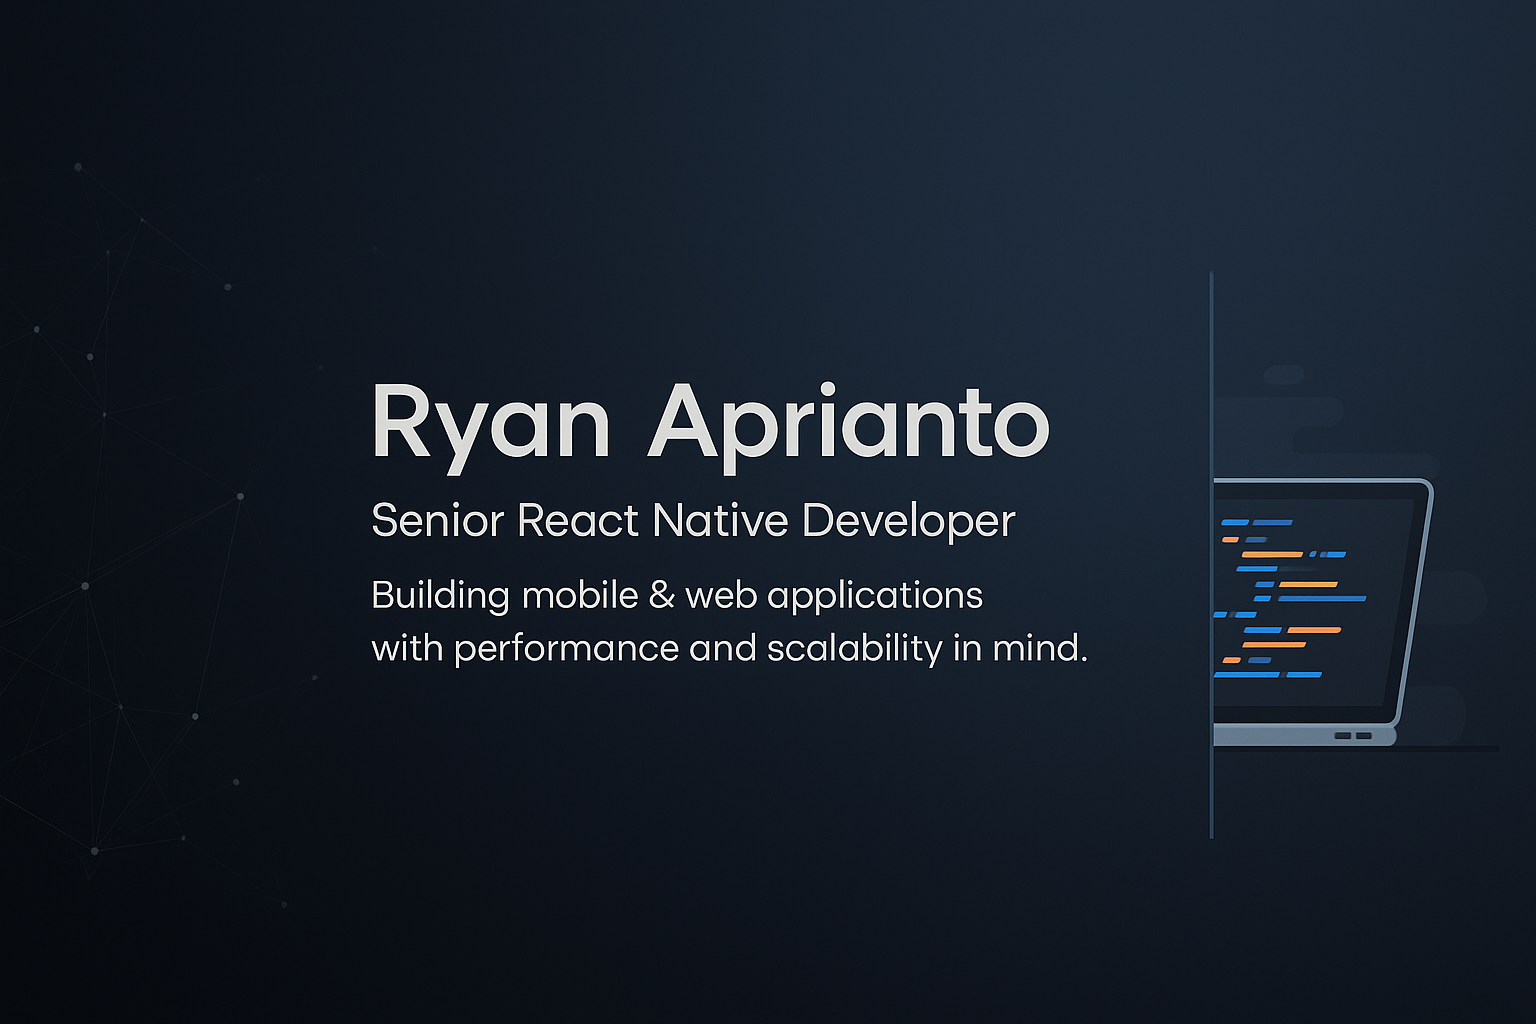 Ryan Aprianto
Senior React Native Developer
Building mobile & web applications
with performance and scalability in mind.